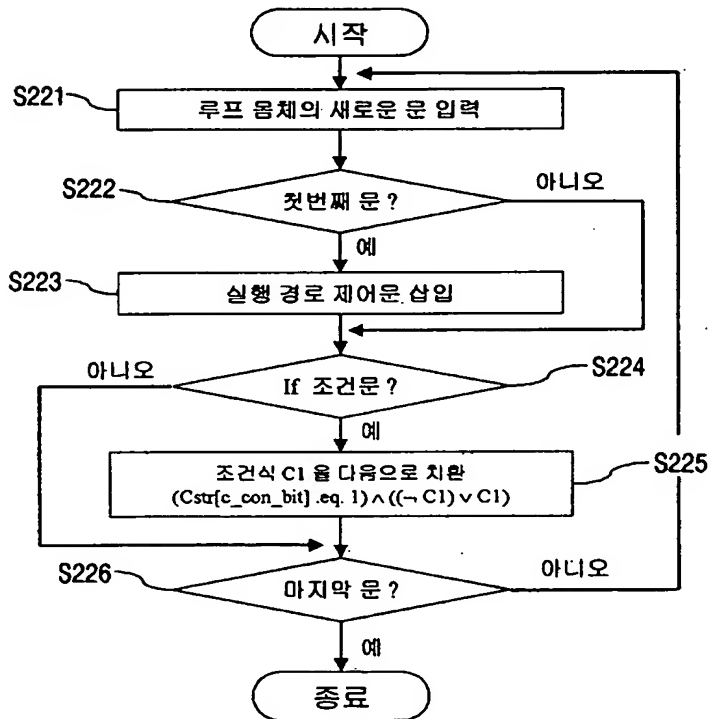 시작
S221
루프 몸체의 새로운 문 입력
S222
첫번째 문 ?
아니오
예
S223
실행 경로 제어문 삽입
아니오
If 조건문 ?
S224
예
조건식 C1 을 다음으로 치환
(Cstr[c_con_bit] .eq. 1) ∧ ((¬ C1) ∨ C1)
S225
S226
마지막 문 ?
아니오
예
종료